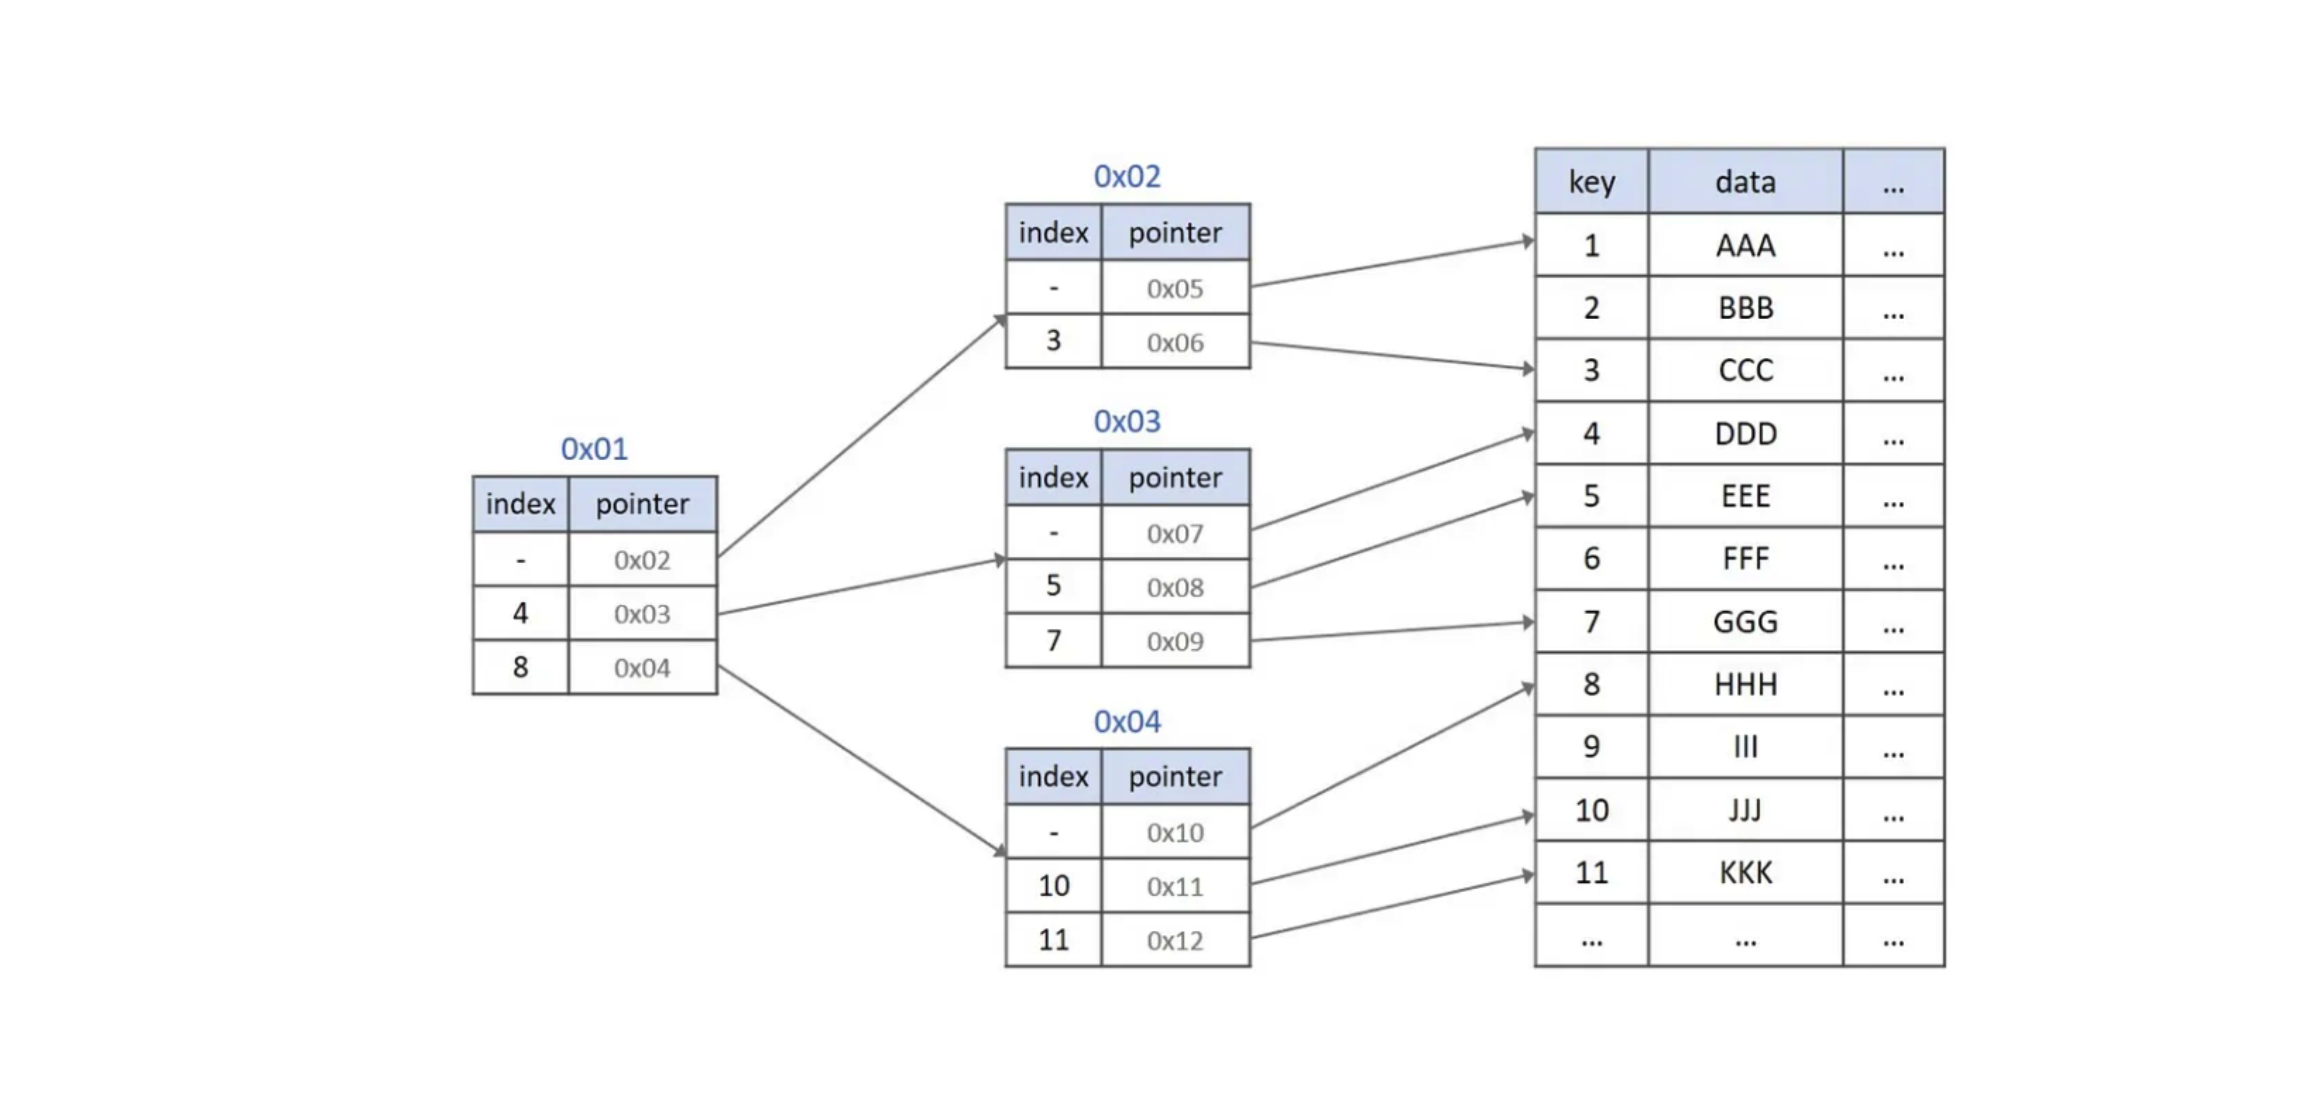 0x01
index pointer
- 0x02
4 0x03
8 0x04
0x02
index pointer
- 0x05
3 0x06
0x03
index pointer
- 0x07
5 0x08
7 0x09
0x04
index pointer
- 0x10
10 0x11
11 0x12
key data ...
1 AAA ...
2 BBB ...
3 CCC ...
4 DDD ...
5 EEE ...
6 FFF ...
7 GGG ...
8 HHH ...
9 III ...
10 JJJ ...
11 KKK ...
... ... ...